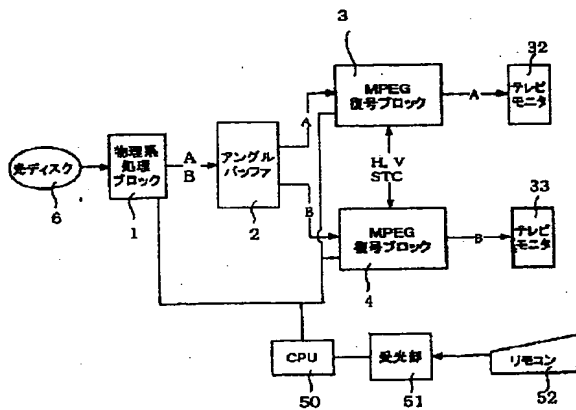 3
MPEG
復号ブロック
A
32
テレビ
モニタ
A
光ディスク
6
物理系
処理
ブロック
1
A
B
アングル
バッファ
2
H, V
STC
B
MPEG
復号ブロック
4
B
33
テレビ
モニタ
CPU
50
受光部
51
リモコン
52